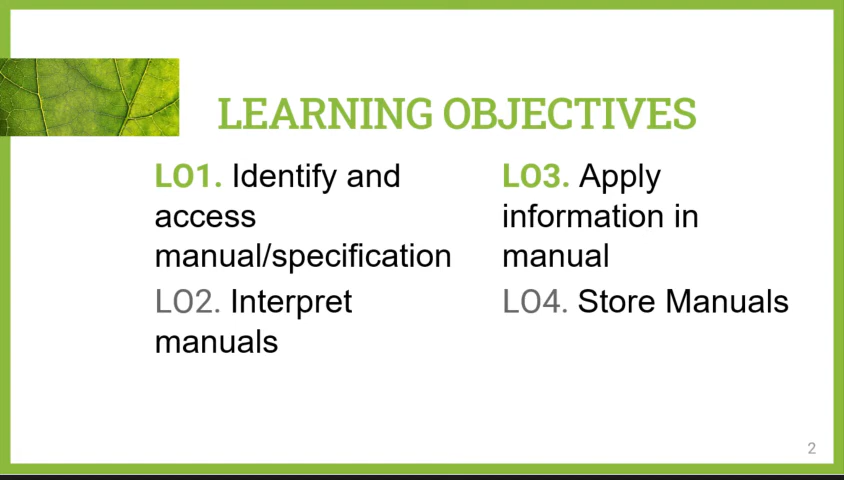 LEARNING OBJECTIVES
LO1. Identify and
access
manual/specification
LO2. Interpret
manuals
LO3. Apply
information in
manual
LO4. Store Manuals
2